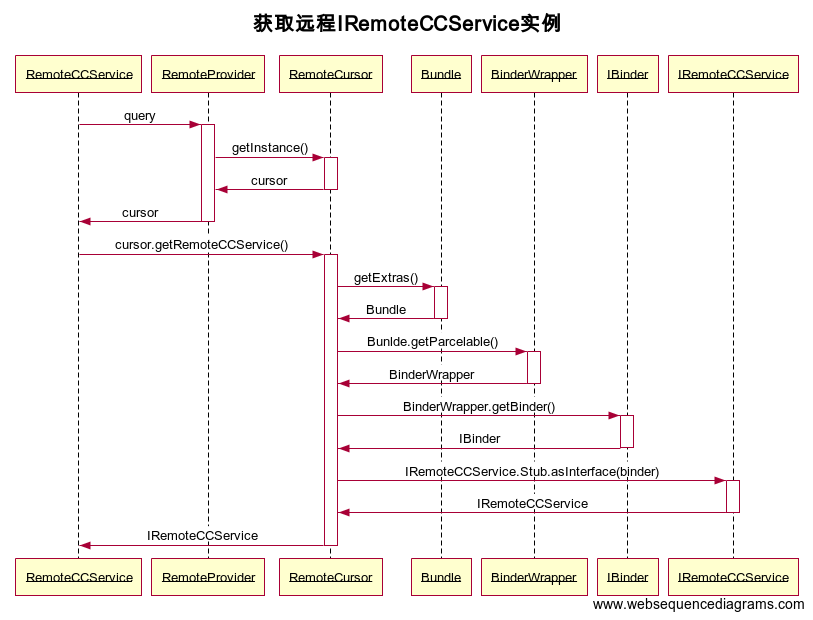 获取远程IRemoteCCService实例
RemoteCCService RemoteProvider RemoteCursor Bundle BinderWrapper IBinder IRemoteCCService
query
getInstance()
cursor
cursor
cursor.getRemoteCCService()
getExtras()
Bundle
Bunlde.getParcelable()
BinderWrapper
BinderWrapper.getBinder()
IBinder
IRemoteCCService.Stub.asInterface(binder)
IRemoteCCService
IRemoteCCService
RemoteCCService RemoteProvider RemoteCursor Bundle BinderWrapper IBinder IRemoteCCService
www.websequencediagrams.com